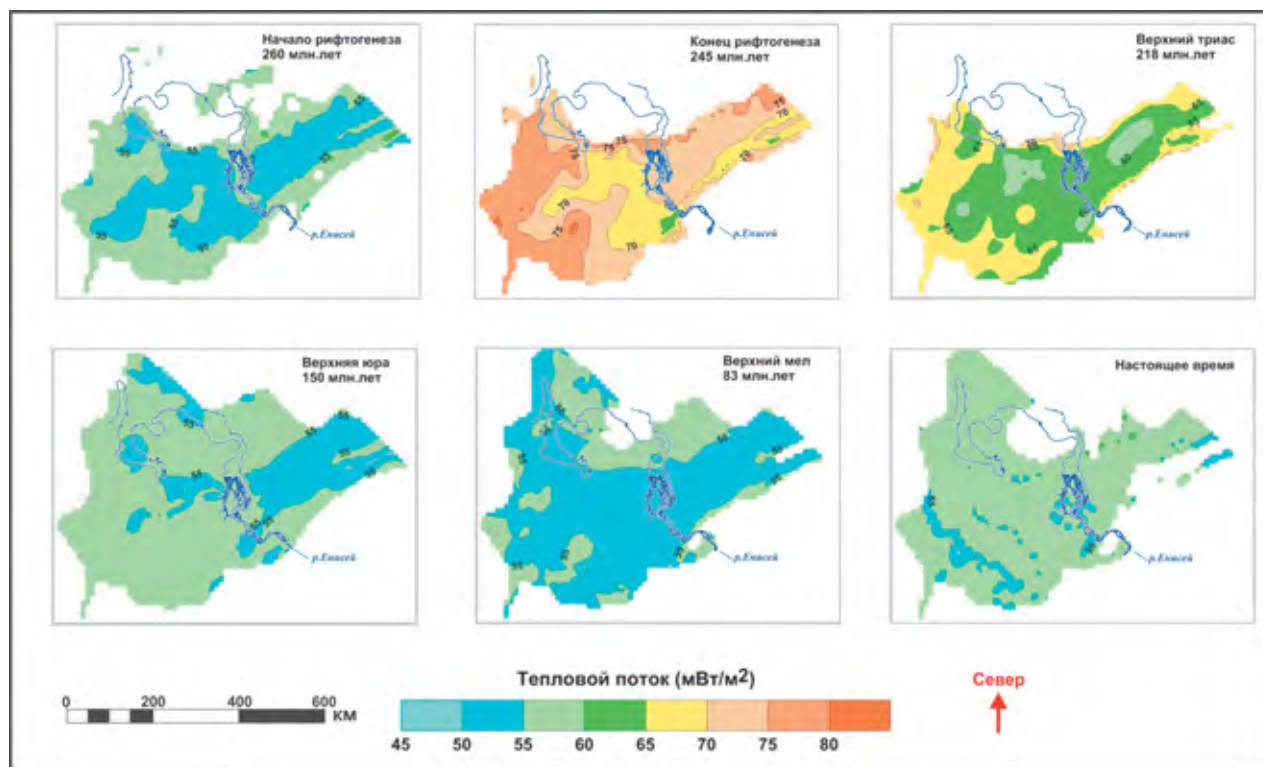 Начало рифтогенеза
260 млн.лет
р.Енисей
Конец рифтогенеза
245 млн.лет
р.Енисей
Верхний триас
218 млн.лет
р.Енисей
Верхняя юра
150 млн.лет
р.Енисей
Верхний мел
83 млн.лет
р.Енисей
Настоящее время
р.Енисей
Тепловой поток (мВт/м²)
Север
0 200 400 600
КМ
45 50 55 60 65 70 75 80